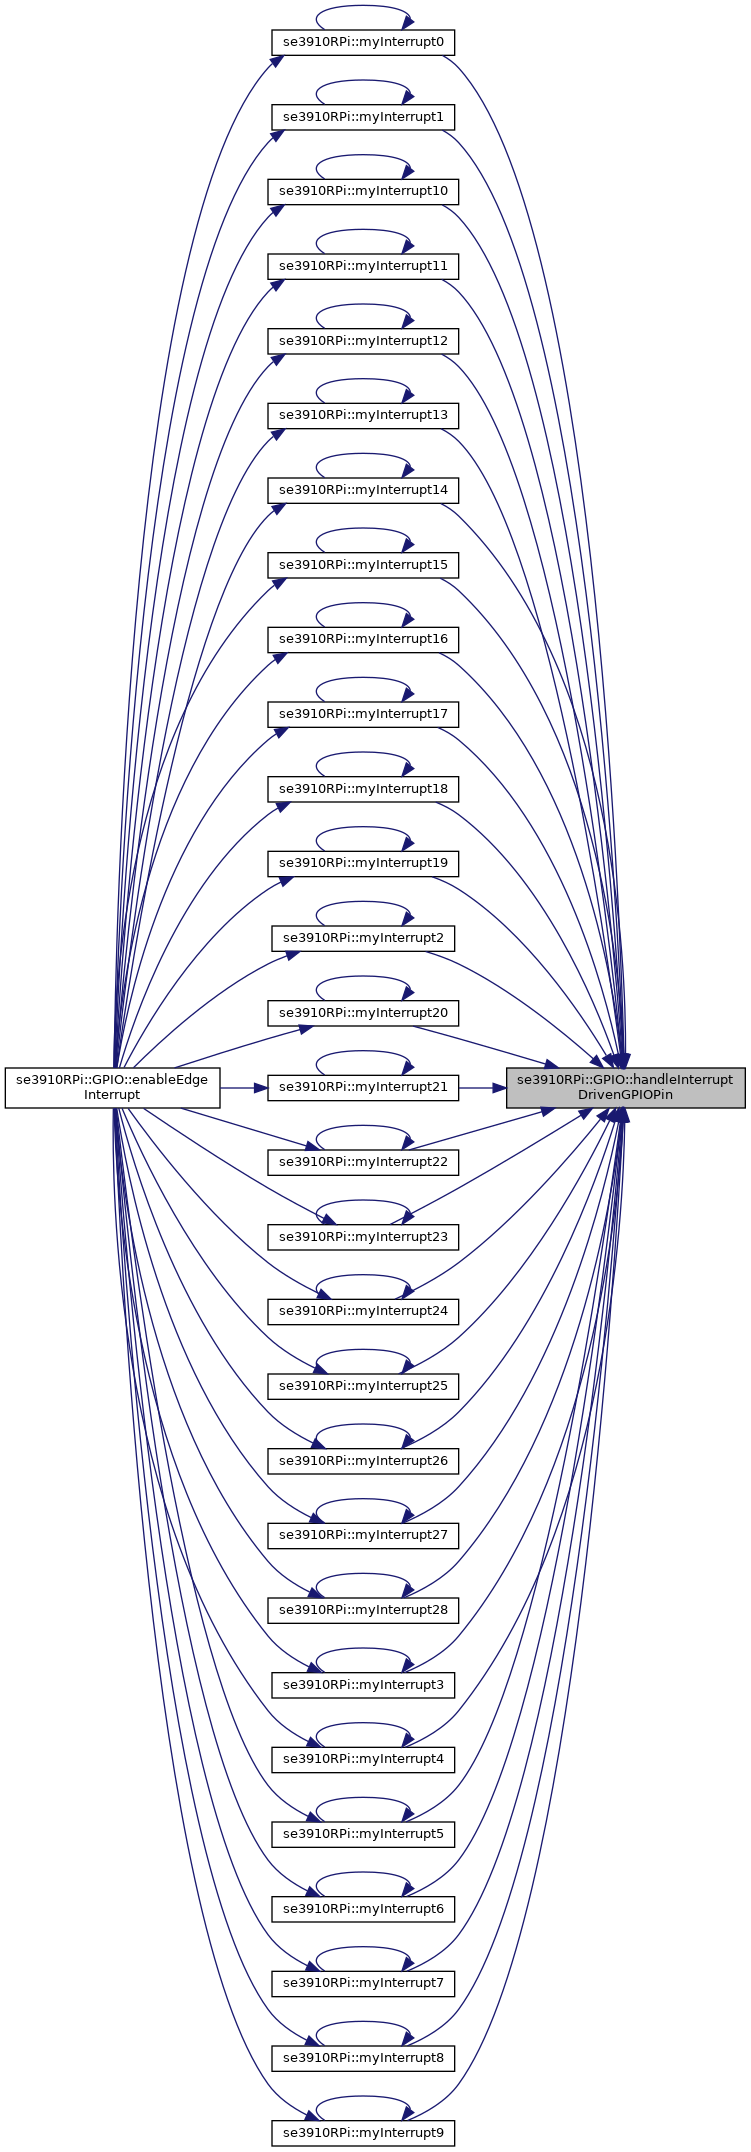 se3910RPi::myInterrupt0
se3910RPi::myInterrupt1
se3910RPi::myInterrupt10
se3910RPi::myInterrupt11
se3910RPi::myInterrupt12
se3910RPi::myInterrupt13
se3910RPi::myInterrupt14
se3910RPi::myInterrupt15
se3910RPi::myInterrupt16
se3910RPi::myInterrupt17
se3910RPi::myInterrupt18
se3910RPi::myInterrupt19
se3910RPi::myInterrupt2
se3910RPi::myInterrupt20
se3910RPi::GPIO::enableEdge
Interrupt
se3910RPi::myInterrupt21
se3910RPi::GPIO::handleInterrupt
DrivenGPIOPin
se3910RPi::myInterrupt22
se3910RPi::myInterrupt23
se3910RPi::myInterrupt24
se3910RPi::myInterrupt25
se3910RPi::myInterrupt26
se3910RPi::myInterrupt27
se3910RPi::myInterrupt28
se3910RPi::myInterrupt3
se3910RPi::myInterrupt4
se3910RPi::myInterrupt5
se3910RPi::myInterrupt6
se3910RPi::myInterrupt7
se3910RPi::myInterrupt8
se3910RPi::myInterrupt9